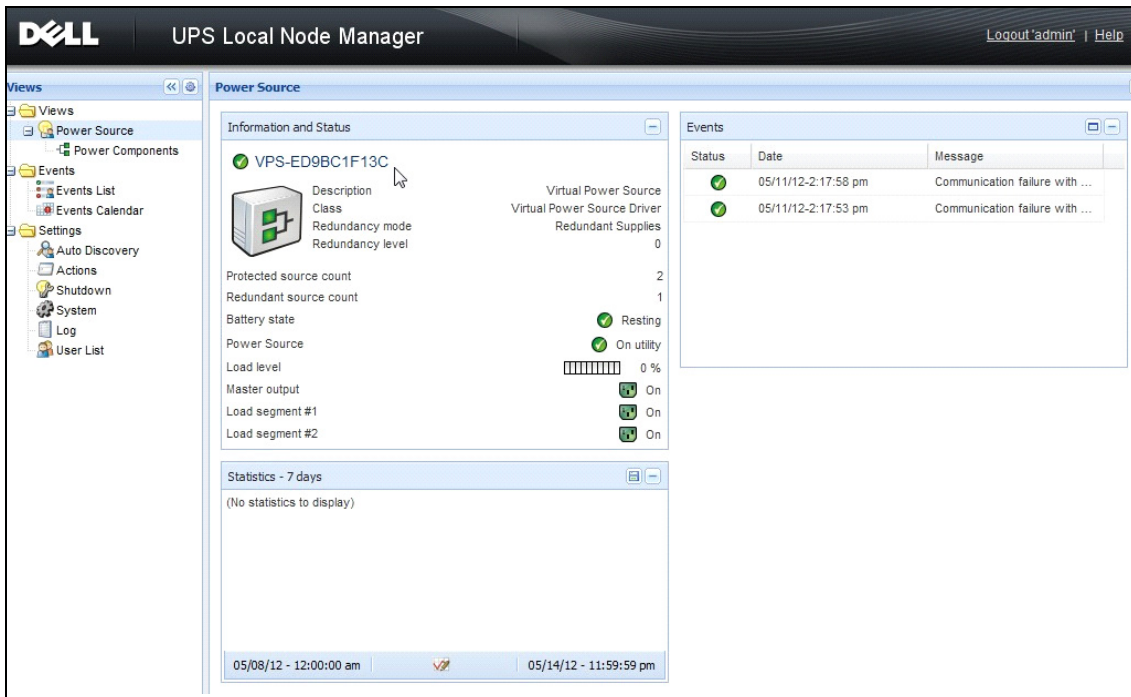 DELL UPS Local Node Manager Logout 'admin' | Help
Views
Views
Power Source
Power Components
Events
Events List
Events Calendar
Settings
Auto Discovery
Actions
Shutdown
System
Log
User List
Power Source
Information and Status
VPS-ED9BC1F13C
Description Virtual Power Source
Class Virtual Power Source Driver
Redundancy mode Redundant Supplies
Redundancy level 0
Protected source count 2
Redundant source count 1
Battery state Resting
Power Source On utility
Load level 0 %
Master output On
Load segment #1 On
Load segment #2 On
Statistics - 7 days
(No statistics to display)
05/08/12 - 12:00:00 am 05/14/12 - 11:59:59 pm
Events
Status Date Message
05/11/12-2:17:58 pm Communication failure with ...
05/11/12-2:17:53 pm Communication failure with ...